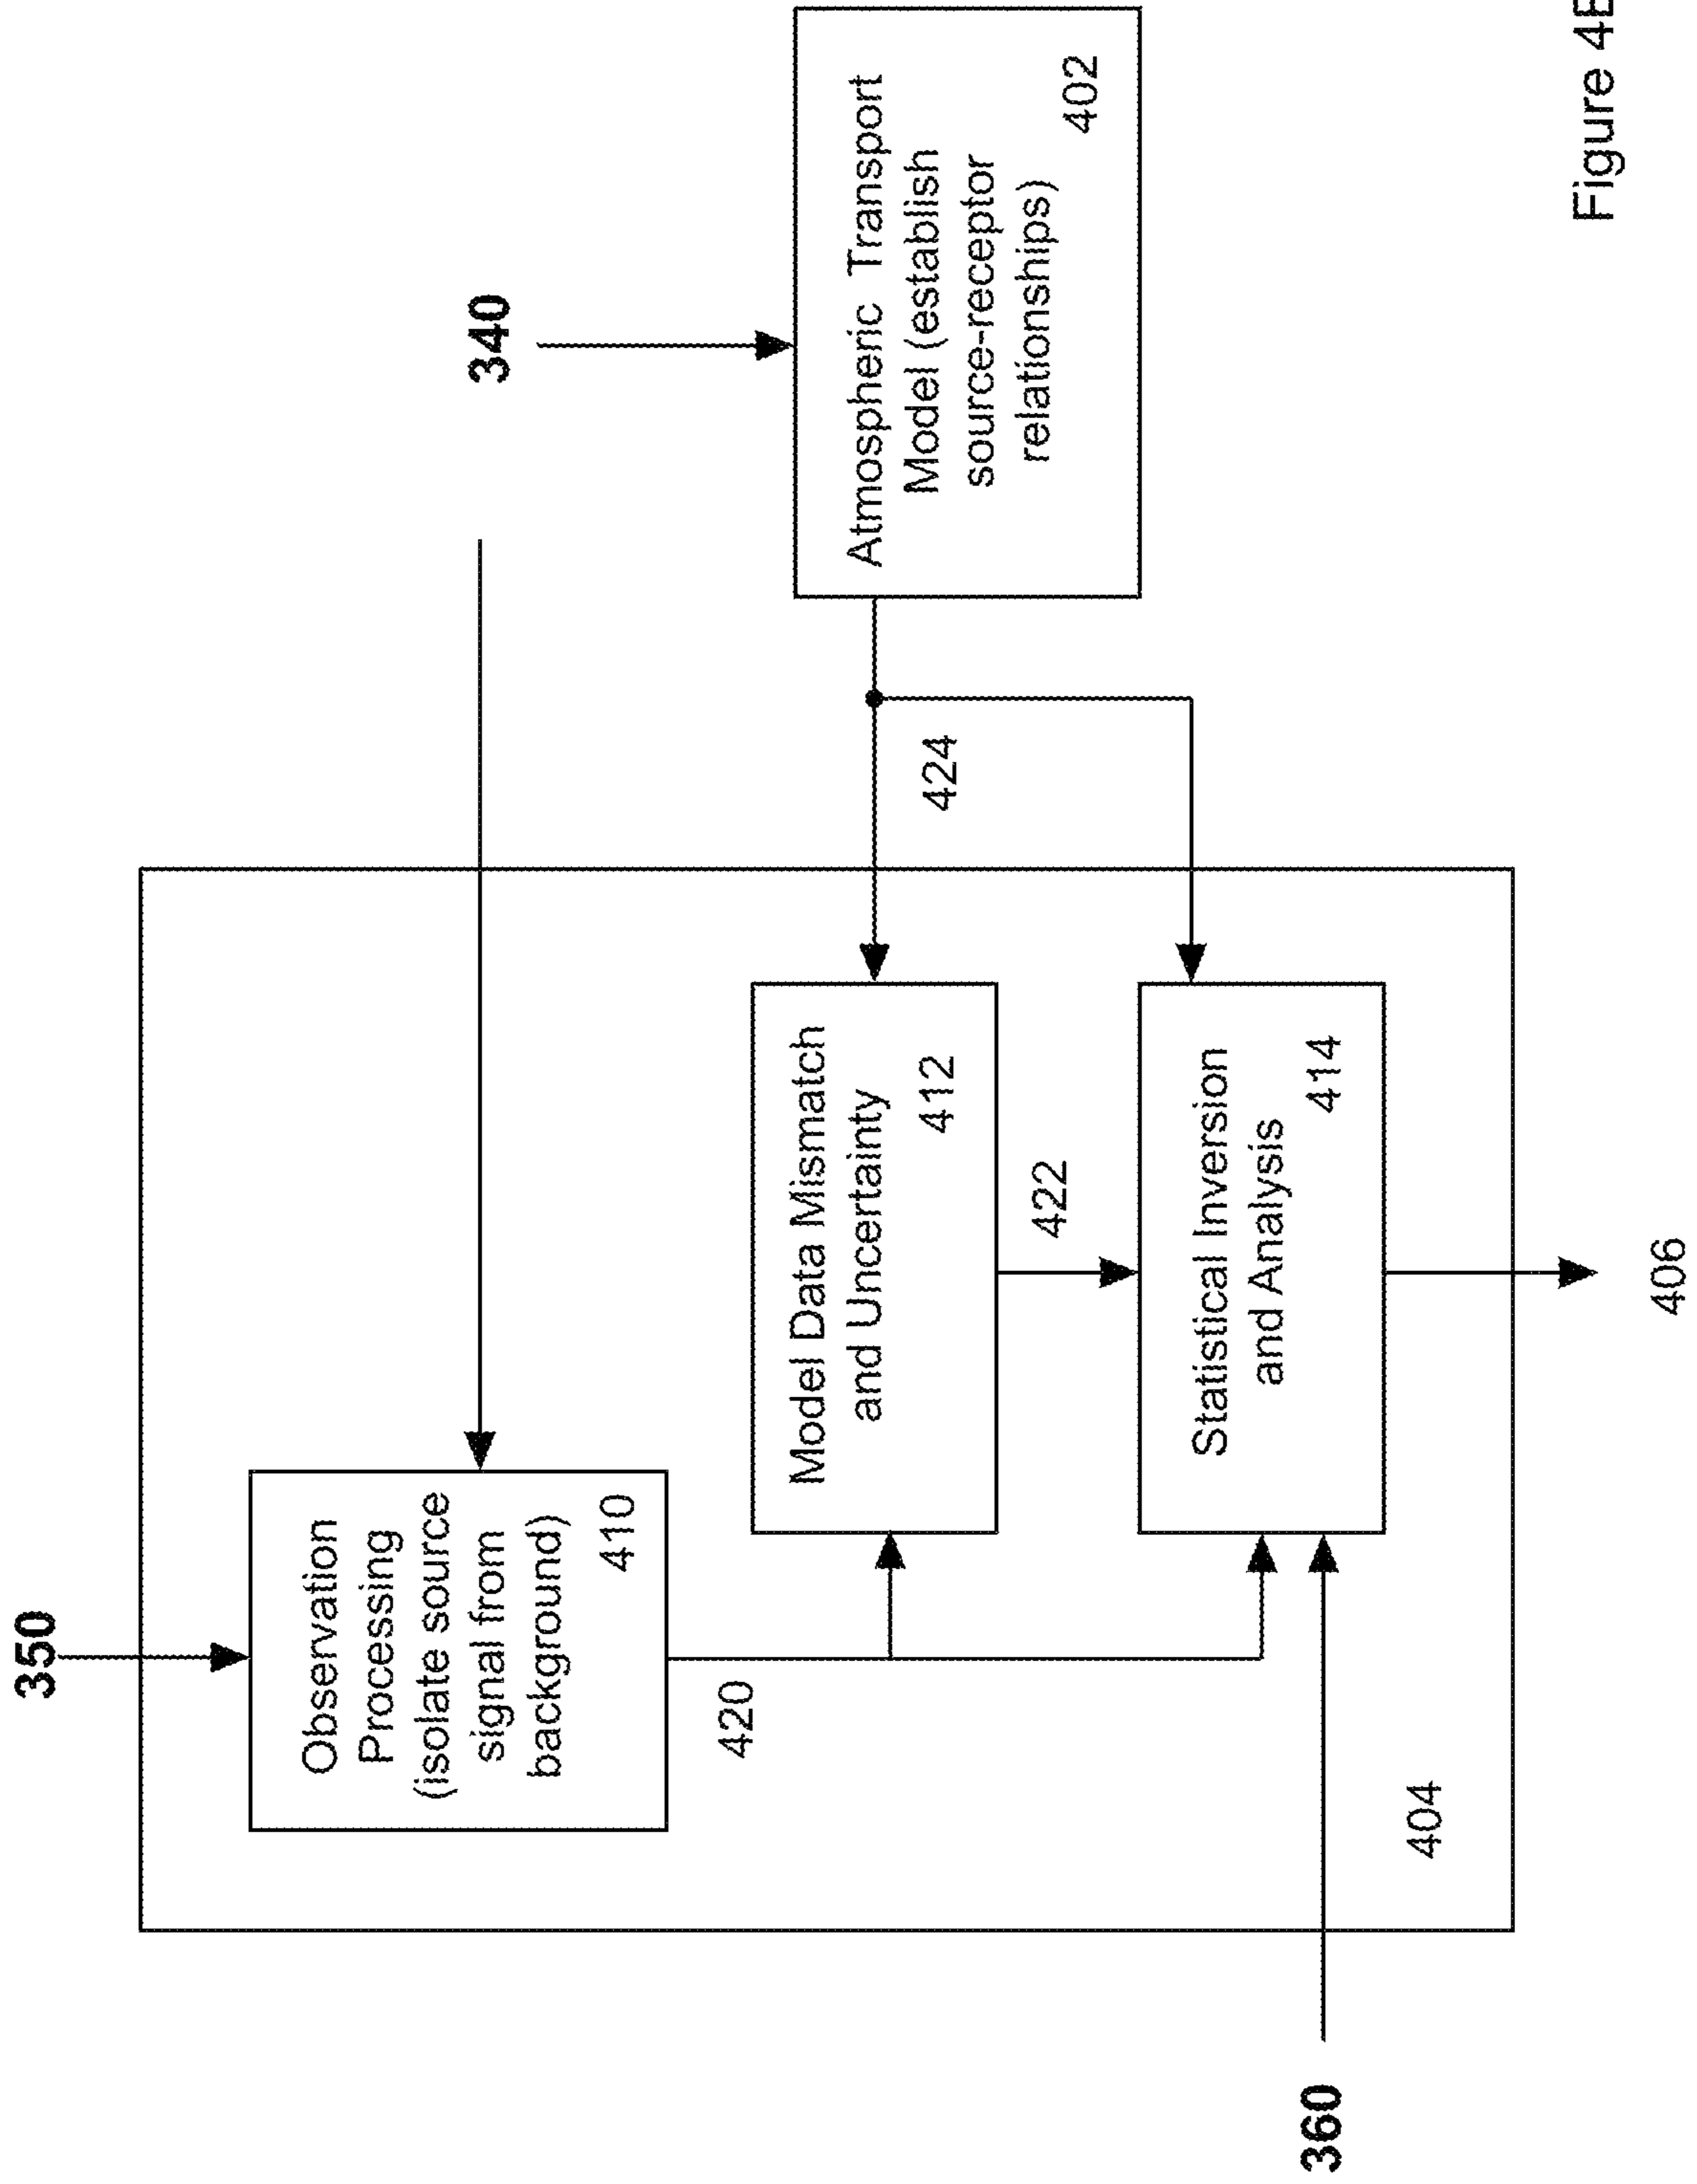 350
340
Observation
Processing
(isolate source
signal from
background)
410
420
Model Data Mismatch
and Uncertainty
412
422
424
Atmospheric Transport
Model (establish
source-receptor
relationships)
402
Statistical Inversion
and Analysis
414
360
404
406
Figure 4B